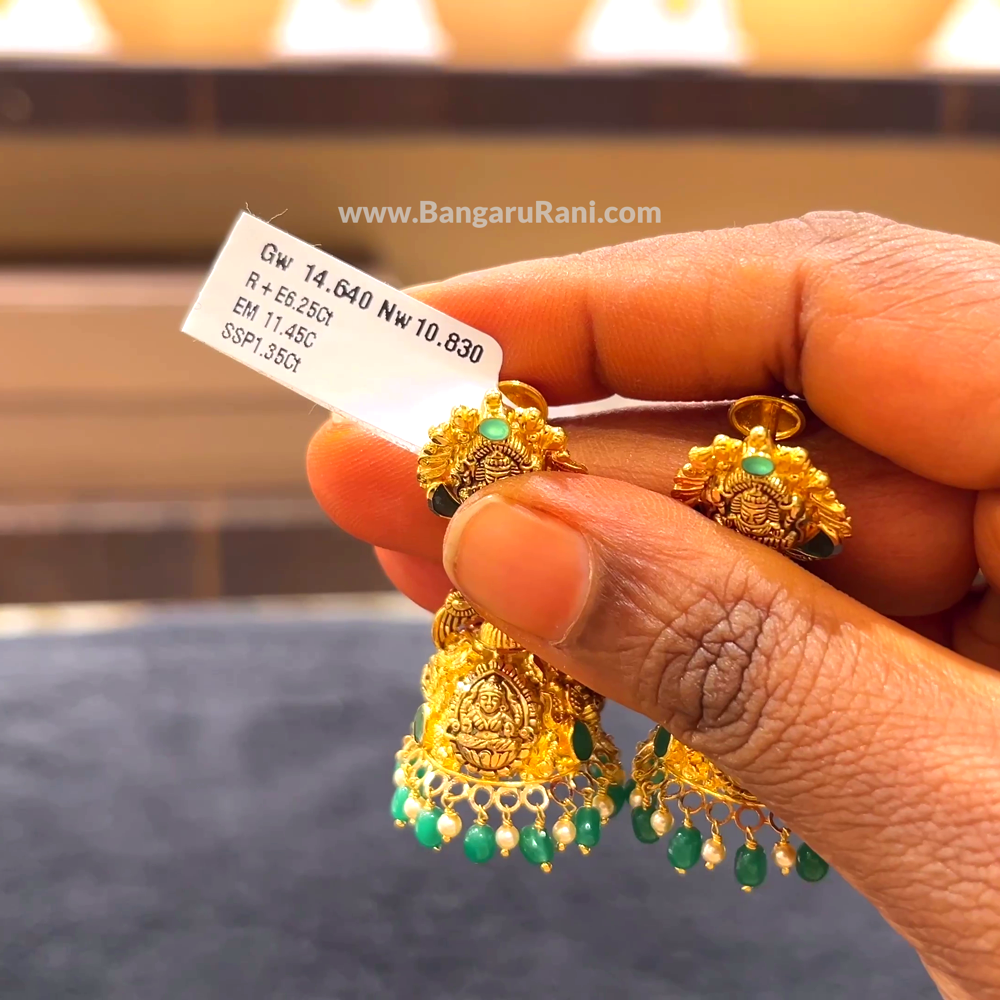 www.BangaruRani.com
Gw 14.640 Nw 10.830
R + E6.25Ct
EM 11.45C
SSP1.35Ct